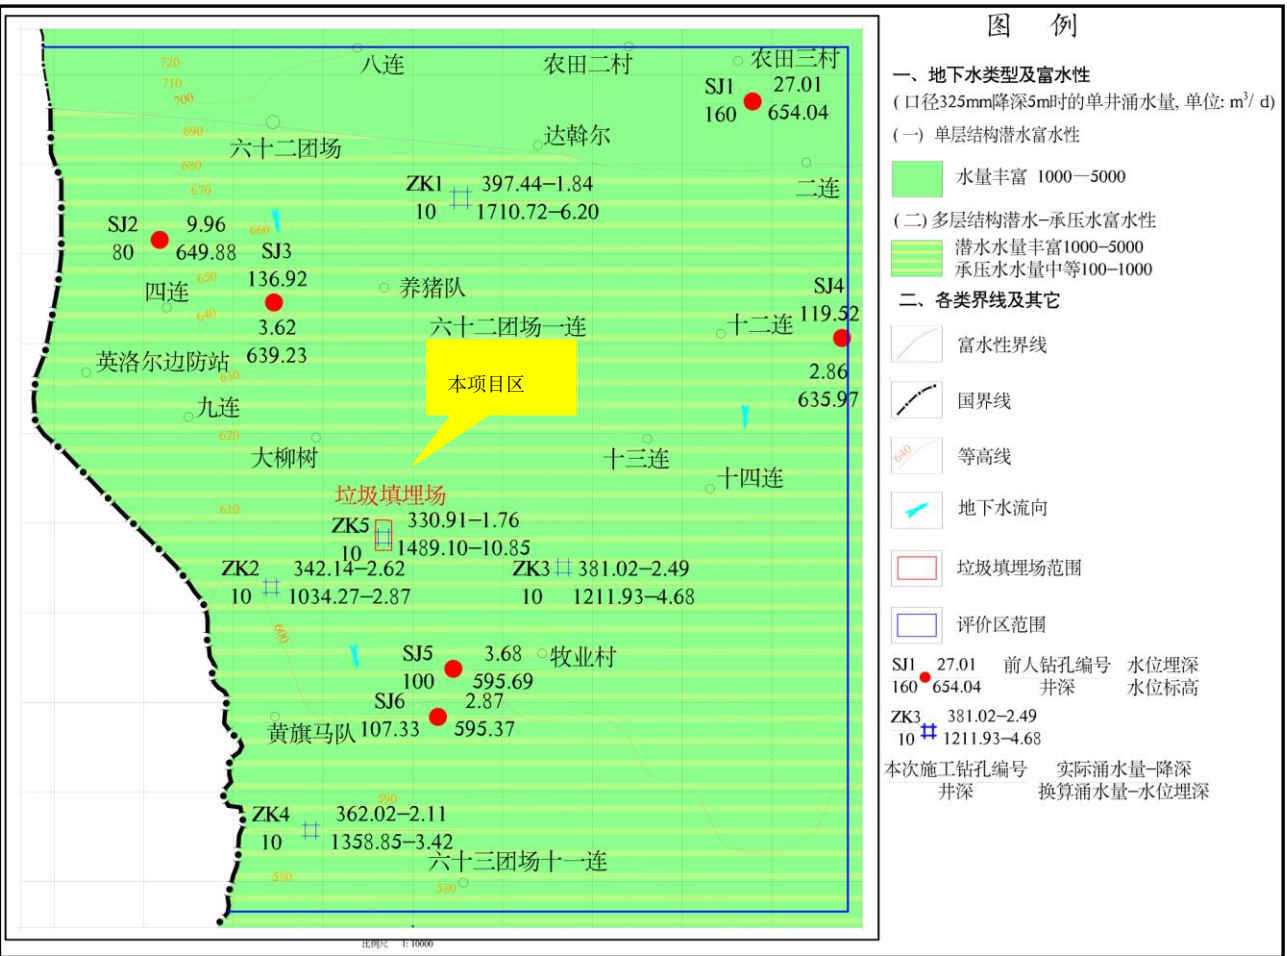 图 例
一、地下水类型及富水性
(口径325mm降深5m时的单井涌水量, 单位: m³/ d)
(一) 单层结构潜水富水性
水量丰富 1000—5000
(二) 多层结构潜水–承压水富水性
潜水水量丰富1000–5000
承压水水量中等100–1000
二、各类界线及其它
富水性界线
国界线
640
等高线
地下水流向
垃圾填埋场范围
评价区范围
SJ1 27.01 前人钻孔编号 水位埋深
160 654.04 井深 水位标高
ZK3 381.02–2.49
10 1211.93–4.68
本次施工钻孔编号 实际涌水量–降深
井深 换算涌水量–水位埋深
720
710
700
690
680
670
660
650
640
630
620
610
600
590
580
580
八连
农田二村
农田三村
SJ1 27.01
160 654.04
六十二团场
达斡尔
二连
ZK1 397.44–1.84
10 1710.72–6.20
SJ2 9.96
80 649.88
SJ3
136.92
3.62
639.23
四连
养猪队
SJ4
119.52
2.86
635.97
六十二团场一连
十二连
英洛尔边防站
本项目区
九连
大柳树
十三连
十四连
垃圾填埋场
ZK5 330.91–1.76
10 1489.10–10.85
ZK2 342.14–2.62
10 1034.27–2.87
ZK3 381.02–2.49
10 1211.93–4.68
SJ5 3.68
100 595.69
牧业村
SJ6 2.87
107.33 595.37
黄旗马队
ZK4 362.02–2.11
10 1358.85–3.42
六十三团场十一连
比例尺 1:10000